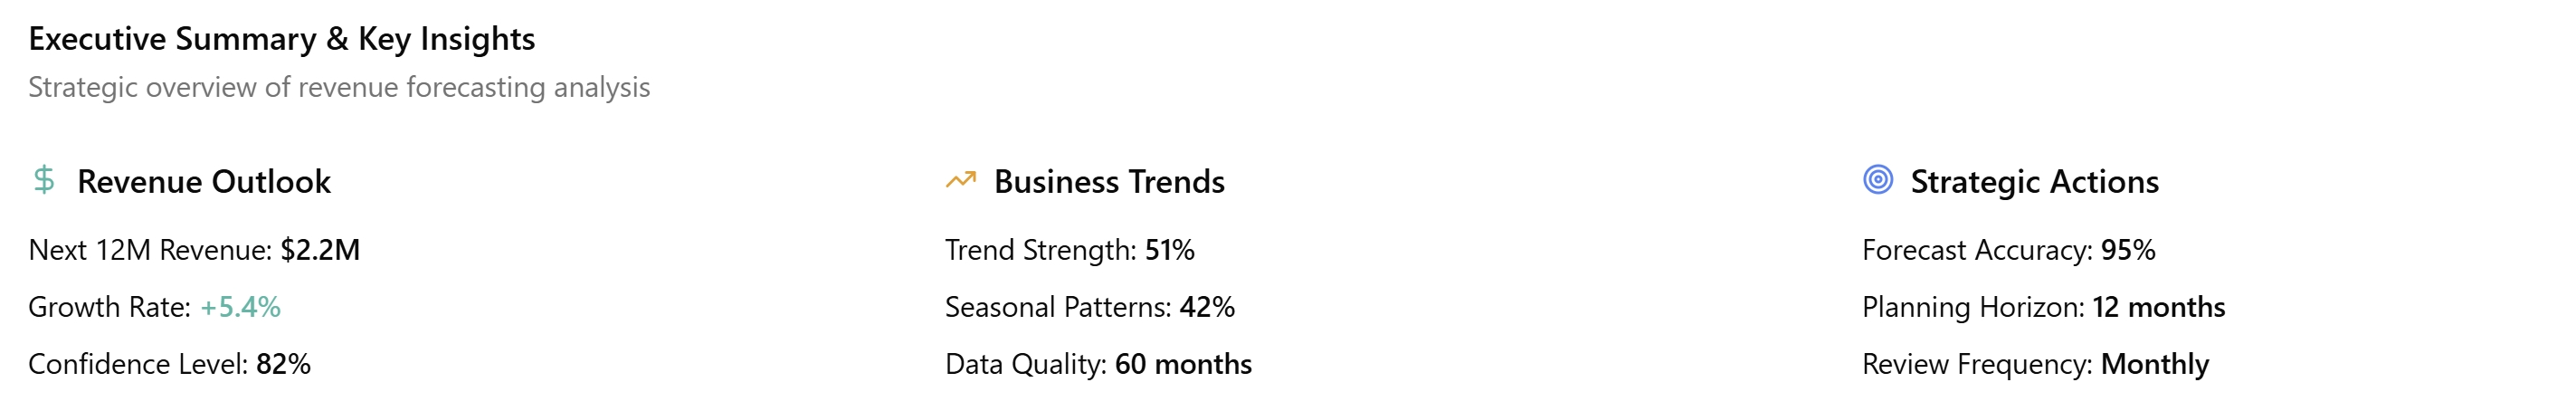 Executive Summary & Key Insights
Strategic overview of revenue forecasting analysis
Revenue Outlook
Next 12M Revenue: $2.2M
Growth Rate: +5.4%
Confidence Level: 82%
Business Trends
Trend Strength: 51%
Seasonal Patterns: 42%
Data Quality: 60 months
Strategic Actions
Forecast Accuracy: 95%
Planning Horizon: 12 months
Review Frequency: Monthly